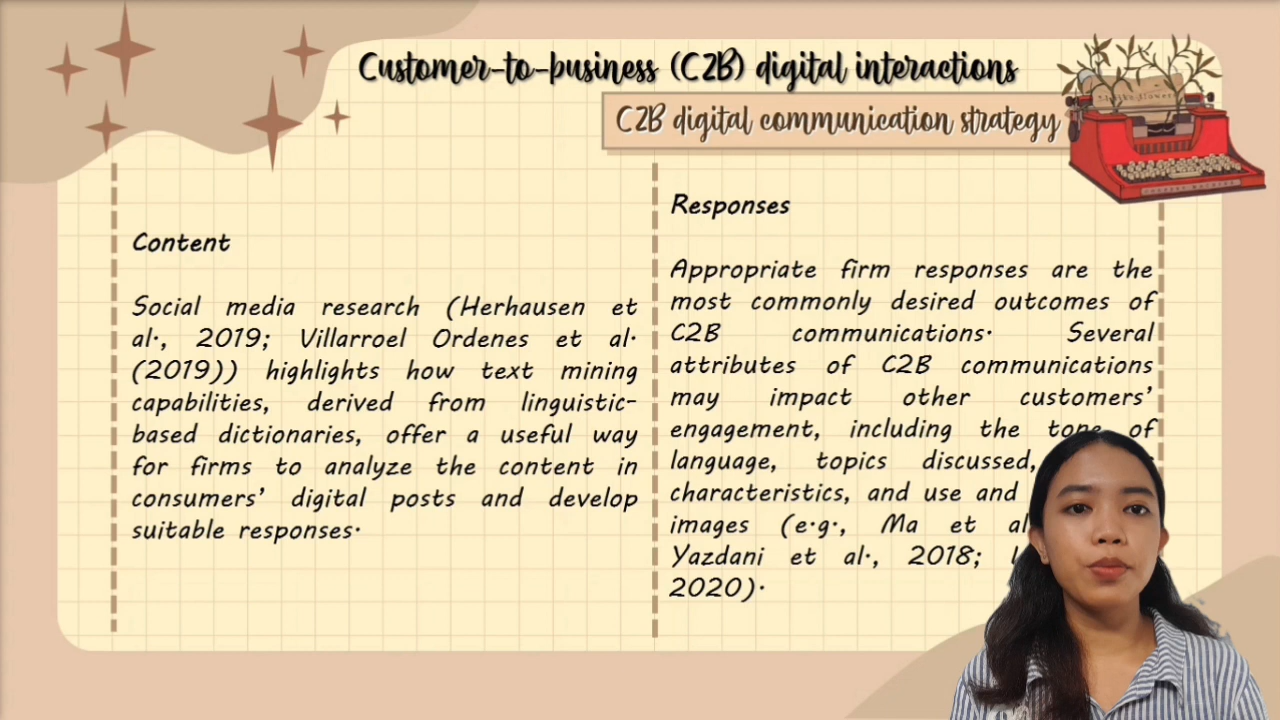 Customer-to-business (C2B) digital interactions
C2B digital communication strategy
Content
Social media research (Herhausen et
al., 2019; Villarroel Ordenes et al.
(2019)) highlights how text mining
capabilities, derived from linguistic-
based dictionaries, offer a useful way
for firms to analyze the content in
consumers’ digital posts and develop
suitable responses.
Responses
Appropriate firm responses are the
most commonly desired outcomes of
C2B communications. Several
attributes of C2B communications
may impact other customers’
engagement, including the tone of
language, topics discussed,
characteristics, and use and
images (e.g., Ma et al
Yazdani et al., 2018;
2020).